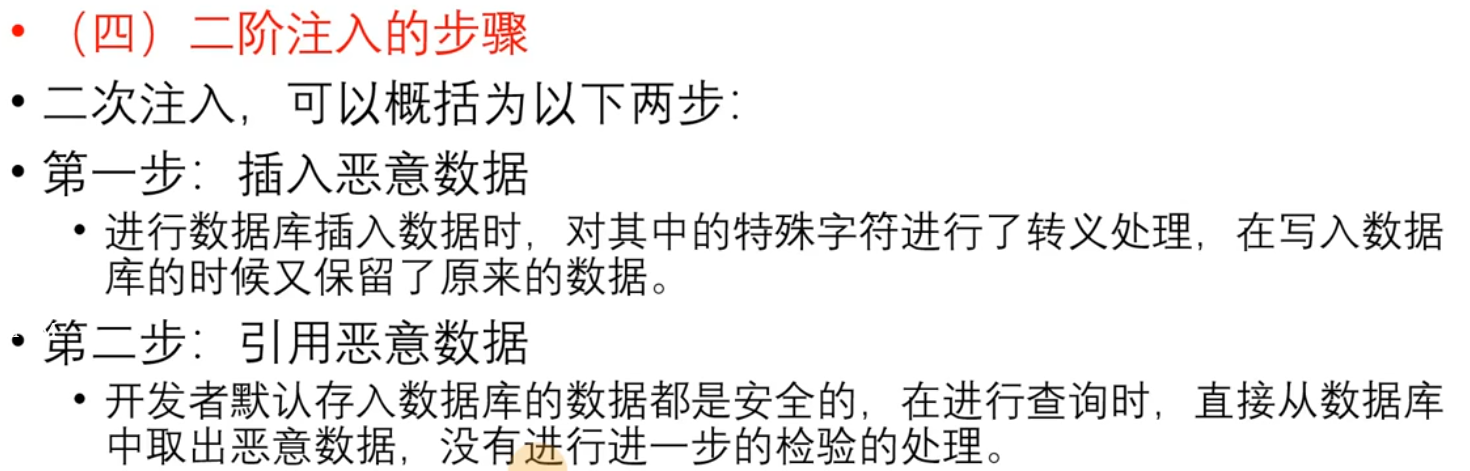 • （四）二阶注入的步骤
• 二次注入，可以概括为以下两步：
• 第一步：插入恶意数据
• 进行数据库插入数据时，对其中的特殊字符进行了转义处理，在写入数据
库的时候又保留了原来的数据。
• 第二步：引用恶意数据
• 开发者默认存入数据库的数据都是安全的，在进行查询时，直接从数据库
中取出恶意数据，没有进行进一步的检验的处理。